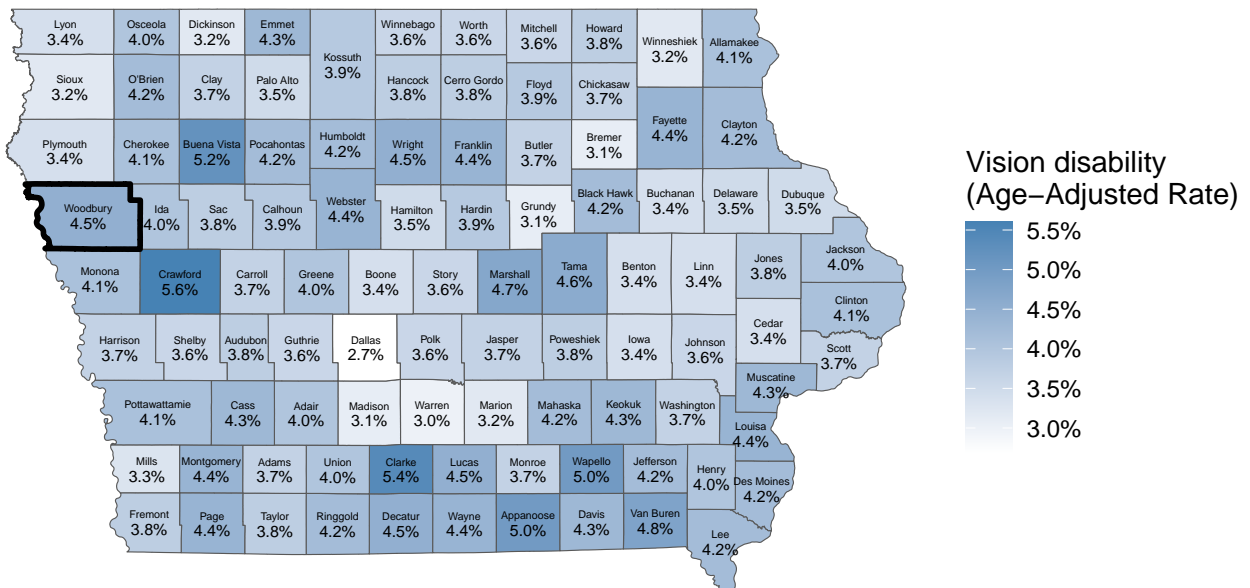 Lyon
3.4%
Osceola
4.0%
Dickinson
3.2%
Emmet
4.3%
Kossuth
3.9%
Winnebago
3.6%
Worth
3.6%
Mitchell
3.6%
Howard
3.8%
Winneshiek
3.2%
Allamakee
4.1%
Sioux
3.2%
O'Brien
4.2%
Clay
3.7%
Palo Alto
3.5%
Hancock
3.8%
Cerro Gordo
3.8%
Floyd
3.9%
Chickasaw
3.7%
Fayette
4.4%
Clayton
4.2%
Plymouth
3.4%
Cherokee
4.1%
Buena Vista
5.2%
Pocahontas
4.2%
Humboldt
4.2%
Wright
4.5%
Franklin
4.4%
Butler
3.7%
Bremer
3.1%
Woodbury
4.5%
Ida
4.0%
Sac
3.8%
Calhoun
3.9%
Webster
4.4%
Hamilton
3.5%
Hardin
3.9%
Grundy
3.1%
Black Hawk
4.2%
Buchanan
3.4%
Delaware
3.5%
Dubuque
3.5%
Monona
4.1%
Crawford
5.6%
Carroll
3.7%
Greene
4.0%
Boone
3.4%
Story
3.6%
Marshall
4.7%
Tama
4.6%
Benton
3.4%
Linn
3.4%
Jones
3.8%
Jackson
4.0%
Clinton
4.1%
Harrison
3.7%
Shelby
3.6%
Audubon
3.8%
Guthrie
3.6%
Dallas
2.7%
Polk
3.6%
Jasper
3.7%
Poweshiek
3.8%
Iowa
3.4%
Johnson
3.6%
Cedar
3.4%
Scott
3.7%
Muscatine
4.3%
Pottawattamie
4.1%
Cass
4.3%
Adair
4.0%
Madison
3.1%
Warren
3.0%
Marion
3.2%
Mahaska
4.2%
Keokuk
4.3%
Washington
3.7%
Louisa
4.4%
Mills
3.3%
Montgomery
4.4%
Adams
3.7%
Union
4.0%
Clarke
5.4%
Lucas
4.5%
Monroe
3.7%
Wapello
5.0%
Jefferson
4.2%
Henry
4.0%
Des Moines
4.2%
Fremont
3.8%
Page
4.4%
Taylor
3.8%
Ringgold
4.2%
Decatur
4.5%
Wayne
4.4%
Appanoose
5.0%
Davis
4.3%
Van Buren
4.8%
Lee
4.2%
Vision disability
(Age−Adjusted Rate)
5.5%
5.0%
4.5%
4.0%
3.5%
3.0%